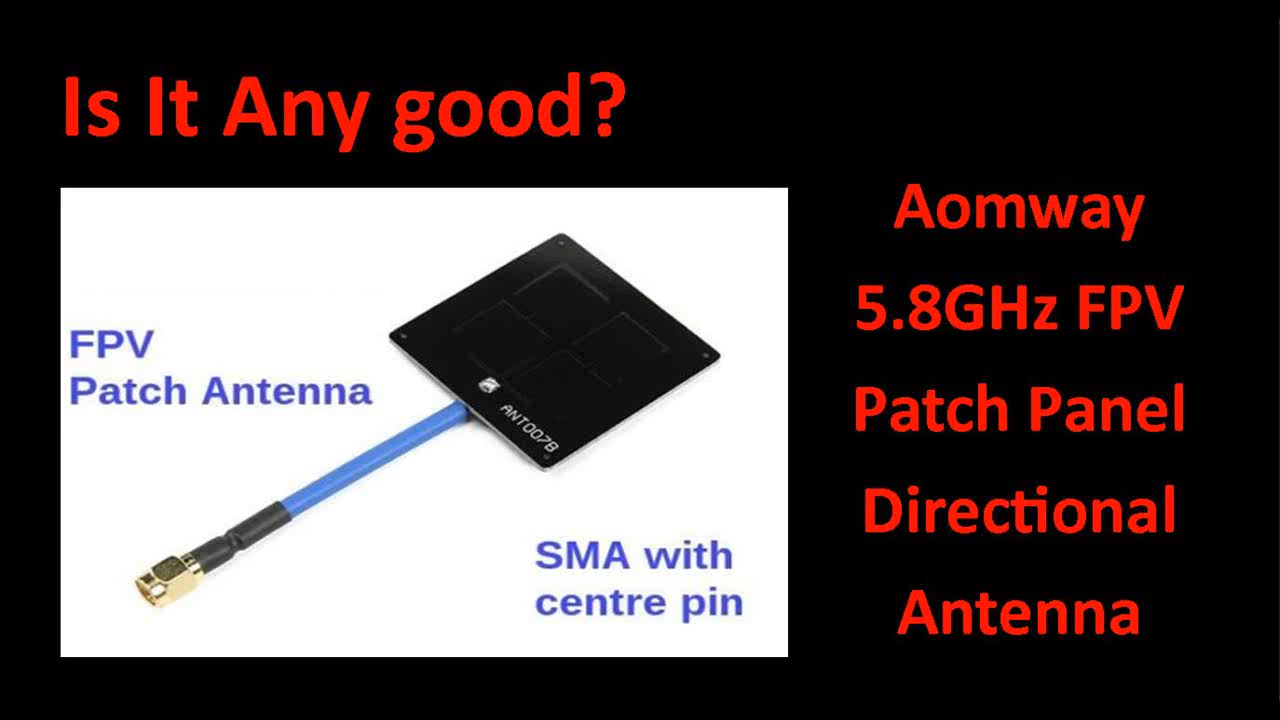 Is It Any good?
Aomway
5.8GHz FPV
Patch Panel
Directional
Antenna
FPV
Patch Antenna
ANT007B
SMA with
centre pin